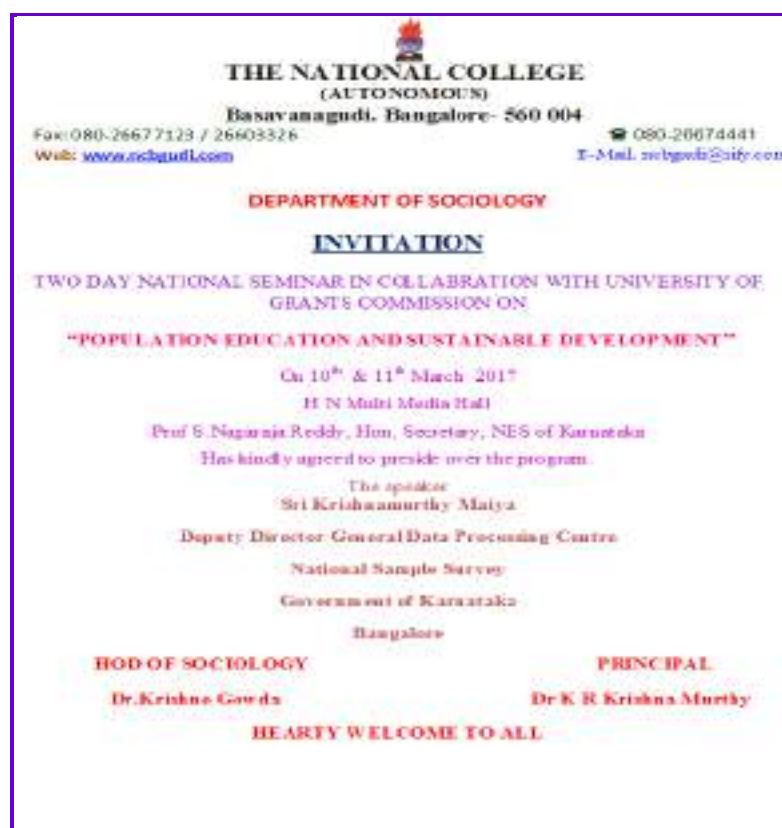 THE NATIONAL COLLEGE
(AUTONOMOUS)
Basavanagudi. Bangalore- 560 004
Fax: 080-26677123 / 26603326 ☎ 080-26674441
Web: www.ncbgudi.com E-Mail. ncbgudi@sify.com
DEPARTMENT OF SOCIOLOGY
INVITATION
TWO DAY NATIONAL SEMINAR IN COLLABRATION WITH UNIVERSITY OF
GRANTS COMMISSION ON
"POPULATION EDUCATION AND SUSTAINABLE DEVELOPMENT"
On 10th & 11th March 2017
H N Multi Media Hall
Prof S.Nagaraja Reddy, Hon, Secretary, NES of Karnataka
Has kindly agreed to preside over the program.
The speaker
Sri Krishnamurthy Maiya
Deputy Director General Data Processing Centre
National Sample Survey
Government of Karnataka
Bangalore
HOD OF SOCIOLOGY PRINCIPAL
Dr.Krishna Gowda Dr K R Krishna Murthy
HEARTY WELCOME TO ALL